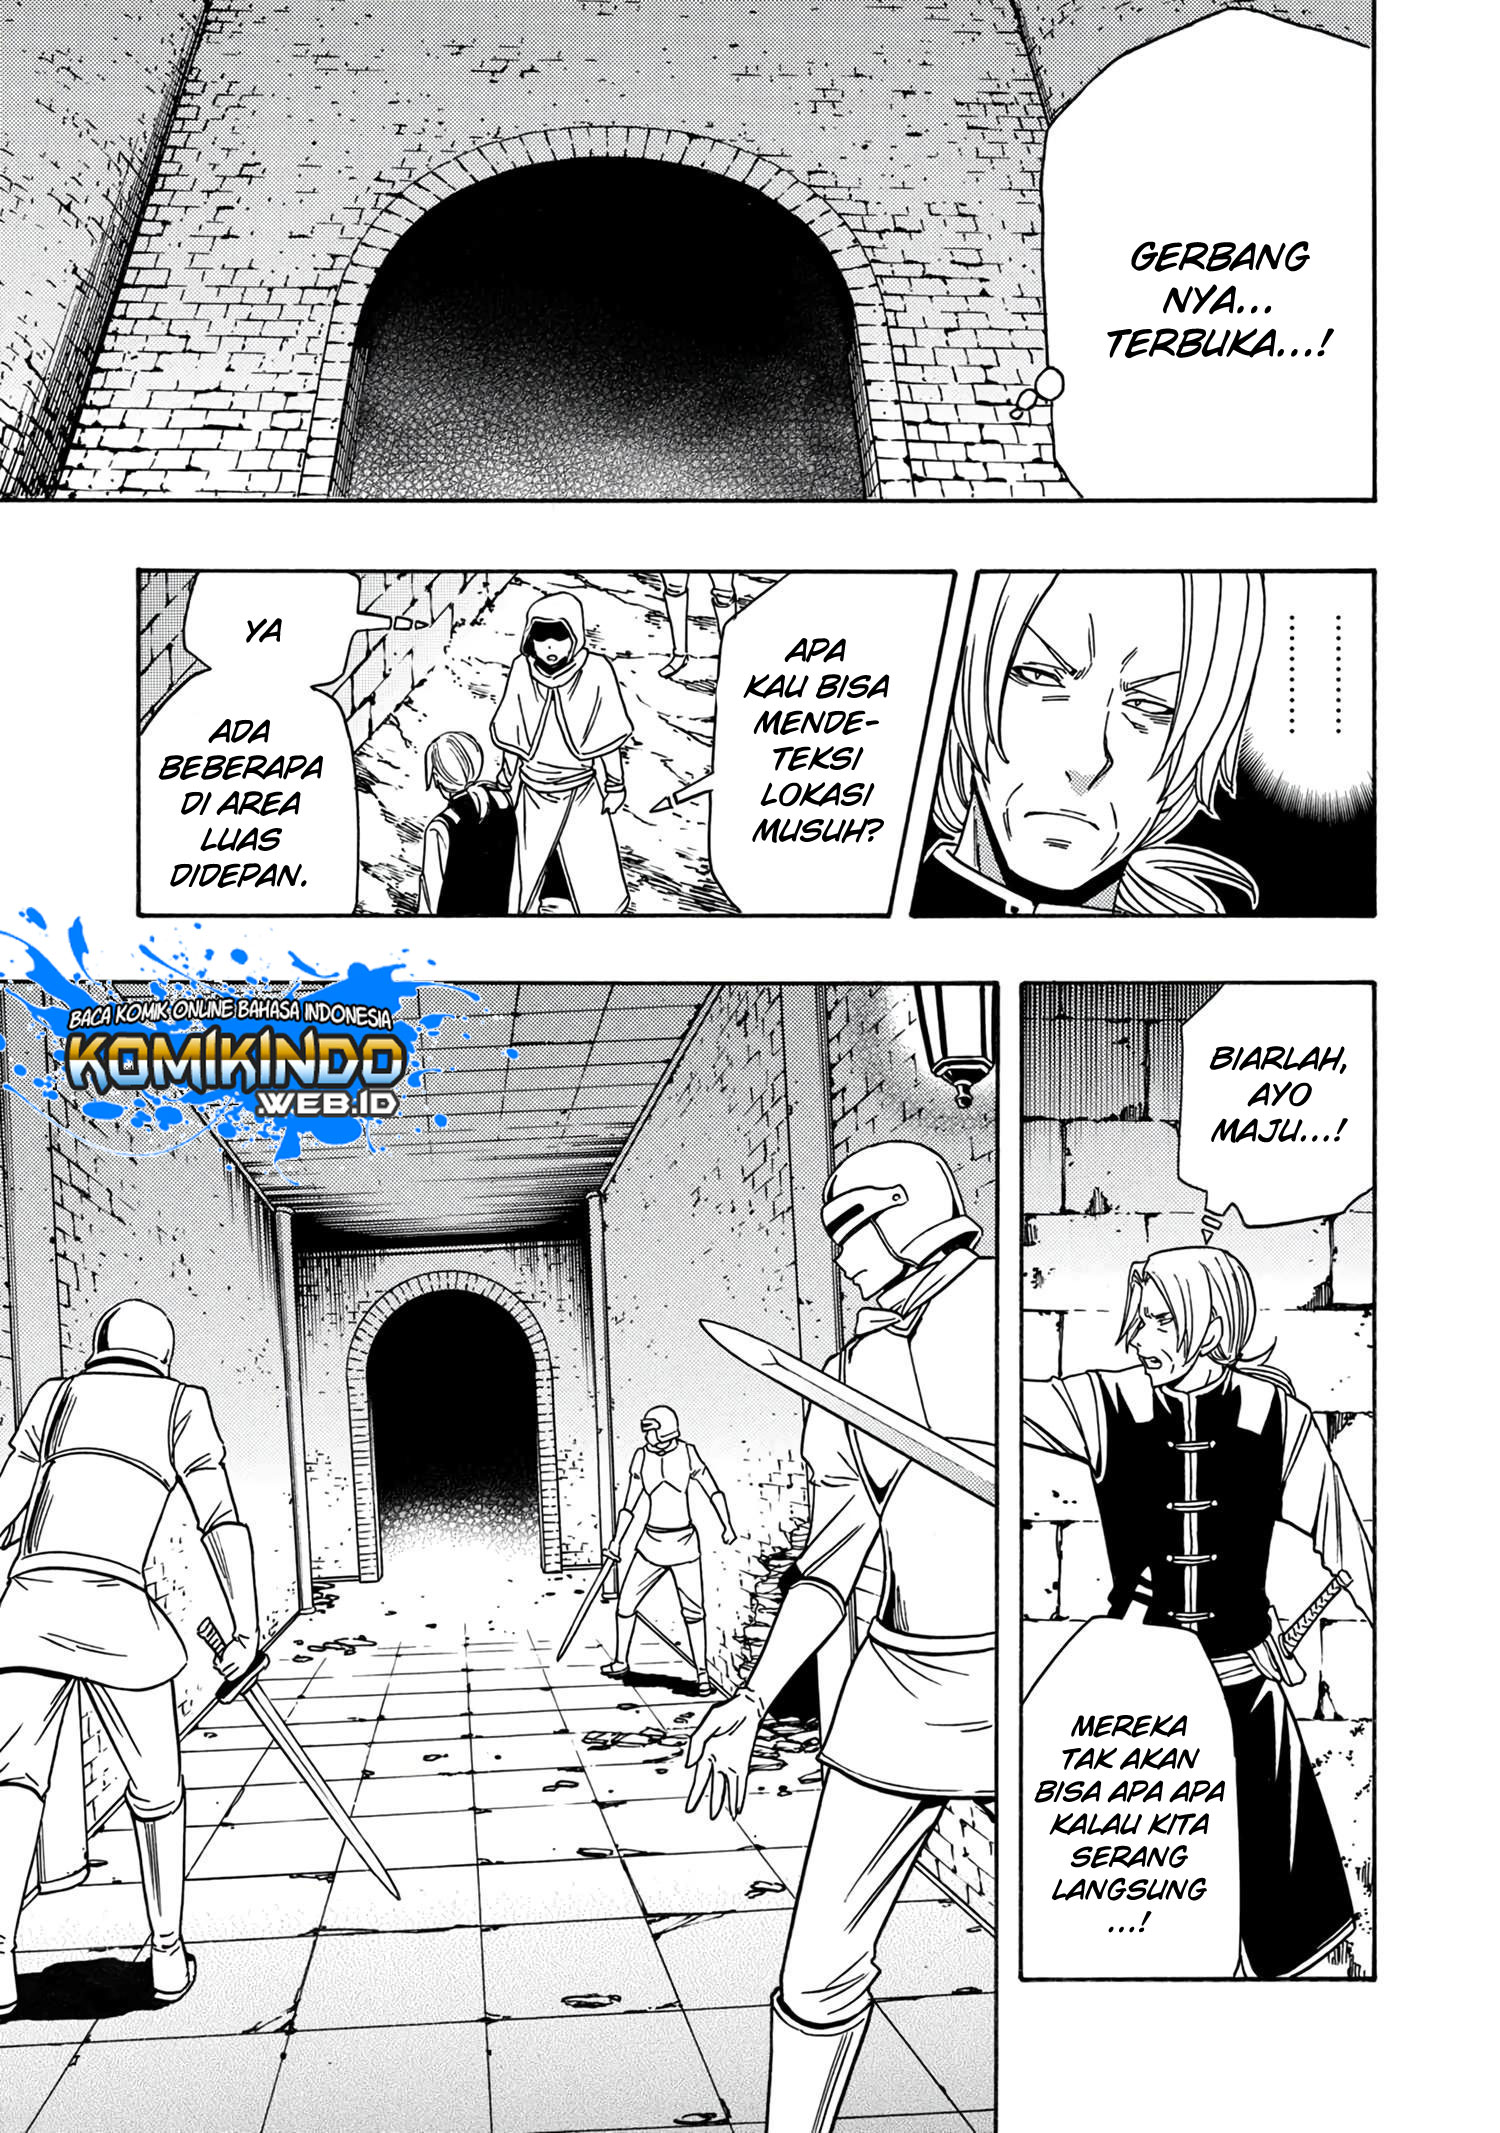 GERBANG
NYA...
TERBUKA...!
APA
KAU BISA
MENDE-
TEKSI
LOKASI
MUSUH?
YA
ADA
BEBERAPA
DI AREA
LUAS
DIDEPAN.
BIARLAH,
AYO
MAJU...!
MEREKA
TAK AKAN
BISA APA APA
KALAU KITA
SERANG
LANGSUNG
...!
BACA KOMIK ONLINE BAHASA INDONESIA
KOMIKINDO
.WEB.ID